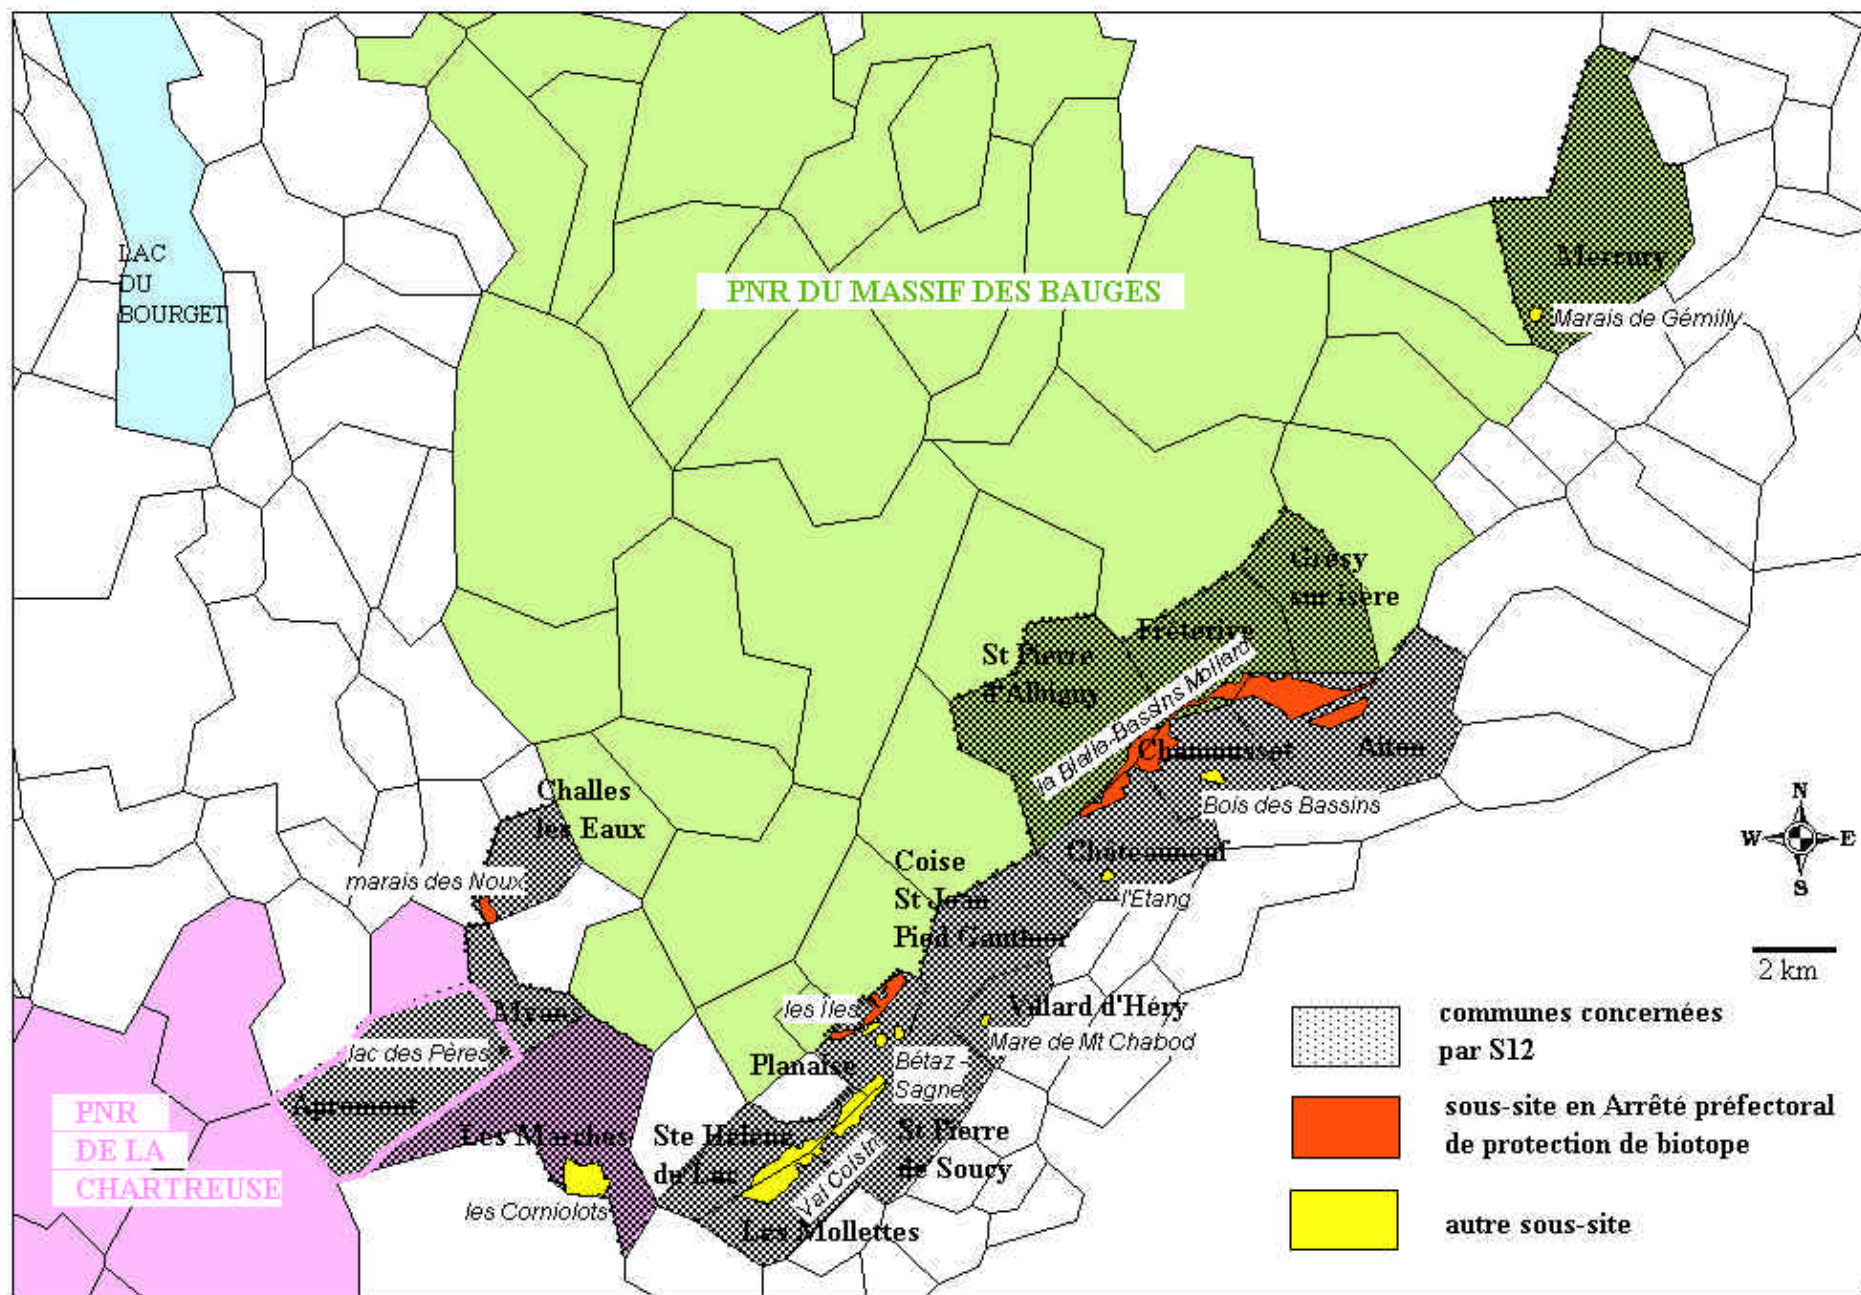 LAC
DU
BOURGET
PNR DU MASSIF DES BAUGES
Mercury
Marais de Gémilly
Grésy
sur Isère
Fréterive
St Pierre
d'Albigny
la Bialle-Bassins Mollard
Chamousset
Aiton
Bois des Bassins
Challes
les Eaux
marais des Noux
Châteauneuf
l'Etang
Coise
St Jean
Pied Gauthier
N
W
E
S
2 km
les Îles
Villard d'Héry
Mare de Mt Chabod
Myans
lac des Pères
Planaise
Bétaz -
Sagne
Apremont
PNR
DE LA
CHARTREUSE
Les Marches
les Corniolots
Ste Hélène
du Lac
Val Coisin
St Pierre
de Soucy
Les Mollettes
communes concernées
par S12
sous-site en Arrêté préfectoral
de protection de biotope
autre sous-site